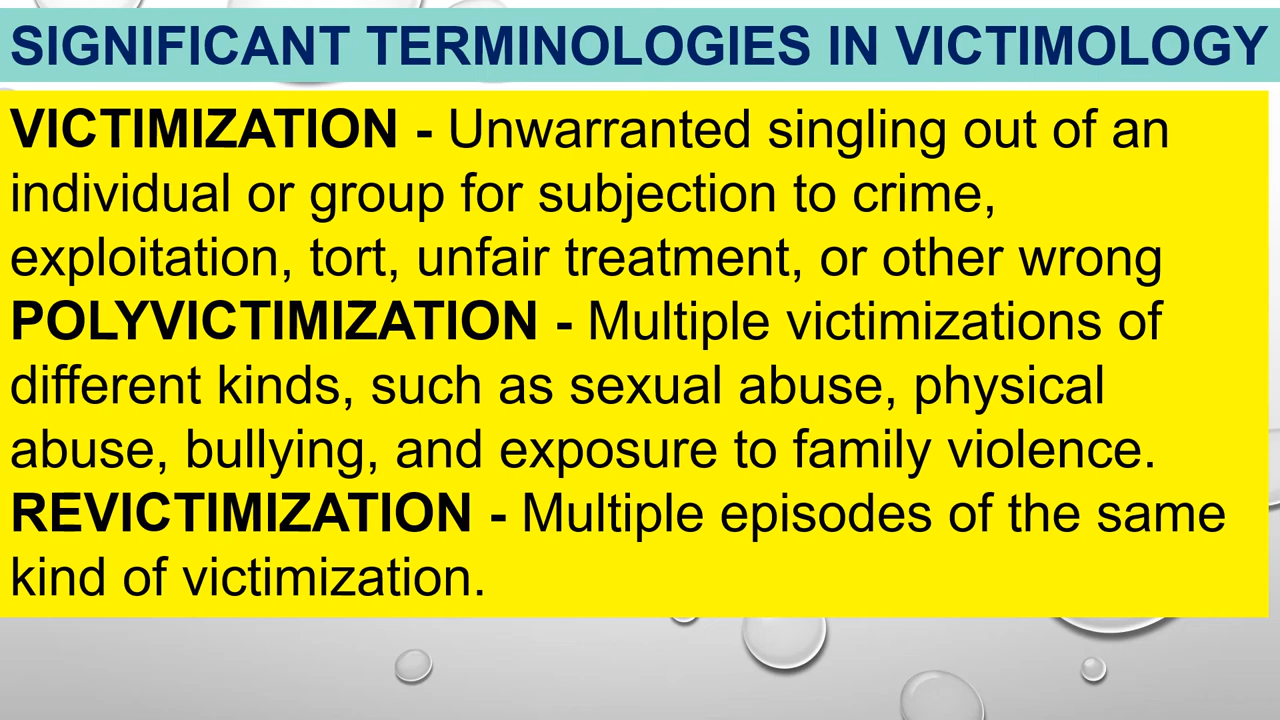 SIGNIFICANT TERMINOLOGIES IN VICTIMOLOGY
VICTIMIZATION - Unwarranted singling out of an
individual or group for subjection to crime,
exploitation, tort, unfair treatment, or other wrong
POLYVICTIMIZATION - Multiple victimizations of
different kinds, such as sexual abuse, physical
abuse, bullying, and exposure to family violence.
REVICTIMIZATION - Multiple episodes of the same
kind of victimization.